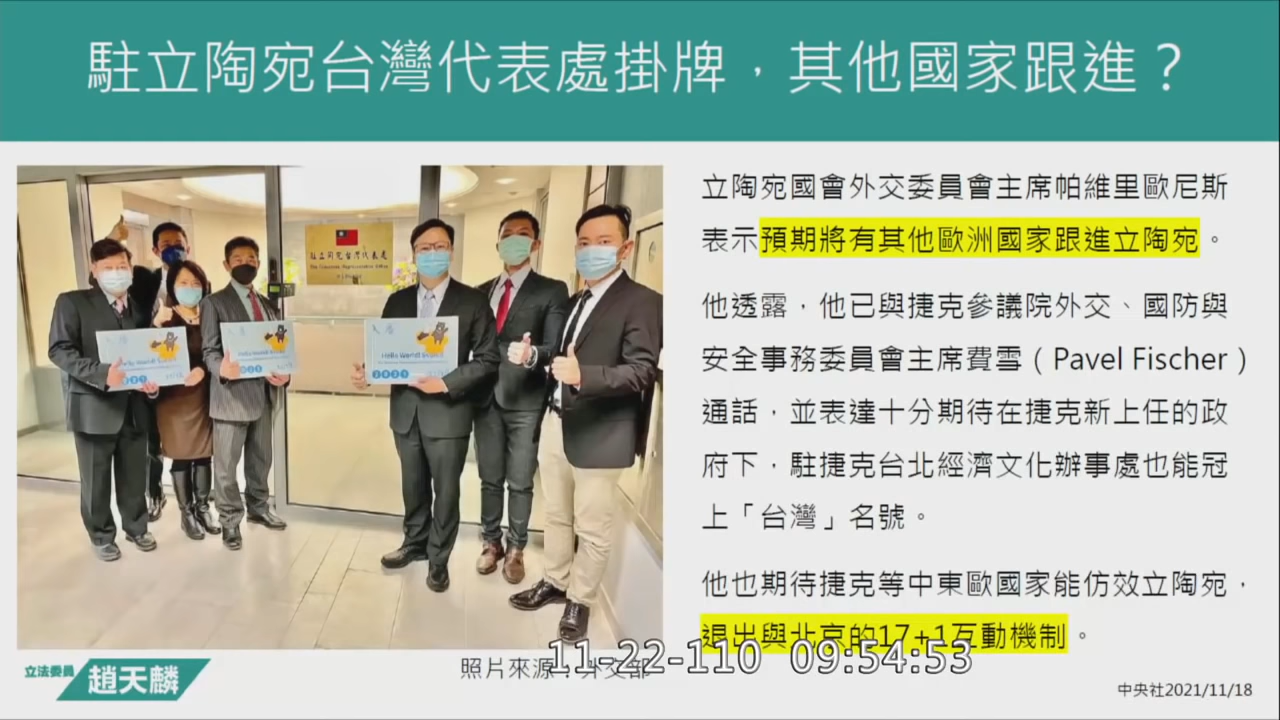 駐立陶宛台灣代表處掛牌，其他國家跟進？
駐立陶宛台灣代表處
The Taiwanese Representative Office
Hello World!
立陶宛國會外交委員會主席帕維里歐尼斯
表示預期將有其他歐洲國家跟進立陶宛。
他透露，他已與捷克參議院外交、國防與
安全事務委員會主席費雪（Pavel Fischer）
通話，並表達十分期待在捷克新上任的政
府下，駐捷克台北經濟文化辦事處也能冠
上「台灣」名號。
他也期待捷克等中東歐國家能仿效立陶宛，
退出與北京的17+1互動機制。
照片來源：外交部
11-22-110 09:54:53
立法委員 趙天麟
中央社2021/11/18